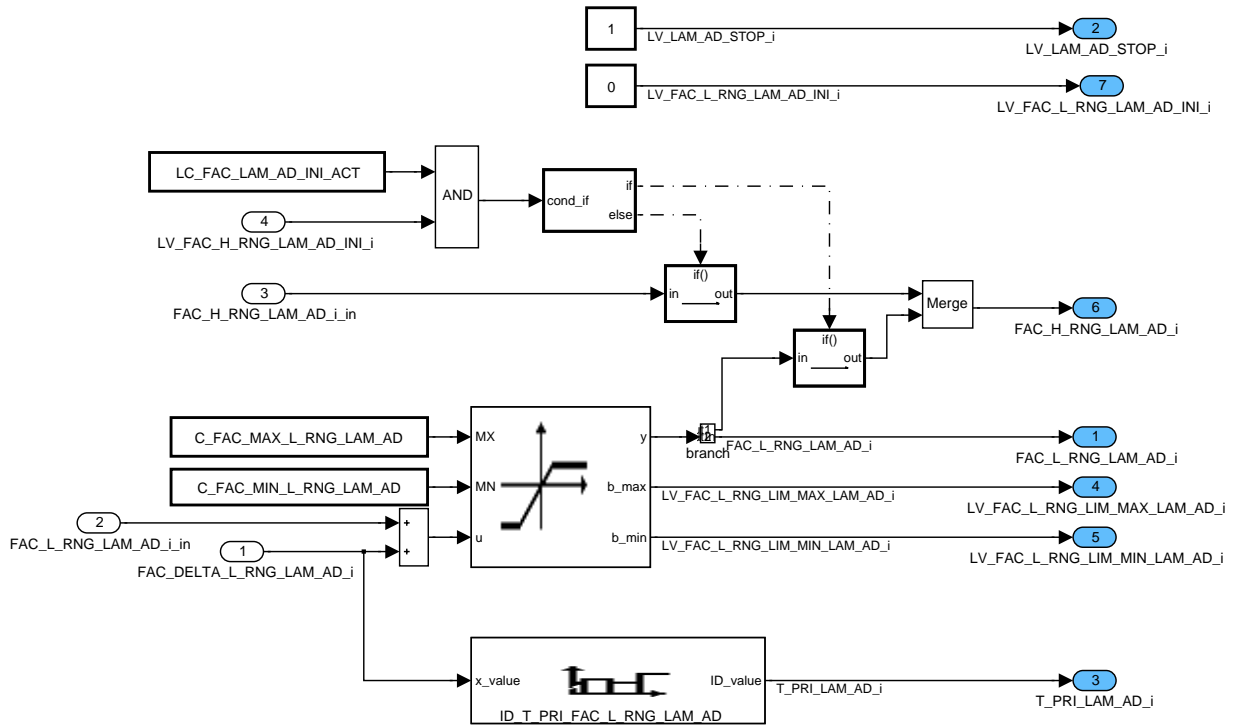 1
LV_LAM_AD_STOP_i
2
LV_LAM_AD_STOP_i
0
LV_FAC_L_RNG_LAM_AD_INI_i
7
LV_FAC_L_RNG_LAM_AD_INI_i
LC_FAC_LAM_AD_INI_ACT
AND
4
LV_FAC_H_RNG_LAM_AD_INI_i
cond_if
if
else
3
FAC_H_RNG_LAM_AD_i_in
if()
in
out
if()
in
out
Merge
6
FAC_H_RNG_LAM_AD_i
C_FAC_MAX_L_RNG_LAM_AD
C_FAC_MIN_L_RNG_LAM_AD
2
FAC_L_RNG_LAM_AD_i_in
1
FAC_DELTA_L_RNG_LAM_AD_i
+
+
MX
MN
u
y
b_max
b_min
branch
FAC_L_RNG_LAM_AD_i
1
FAC_L_RNG_LAM_AD_i
LV_FAC_L_RNG_LIM_MAX_LAM_AD_i
4
LV_FAC_L_RNG_LIM_MAX_LAM_AD_i
LV_FAC_L_RNG_LIM_MIN_LAM_AD_i
5
LV_FAC_L_RNG_LIM_MIN_LAM_AD_i
x_value
ID_value
ID_T_PRI_FAC_L_RNG_LAM_AD
T_PRI_LAM_AD_i
3
T_PRI_LAM_AD_i